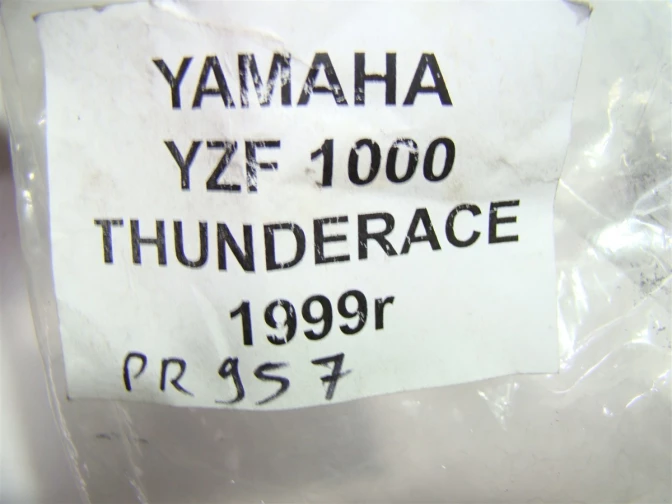 YAMAHA
YZF 1000
THUNDERACE
1999r
PR 957